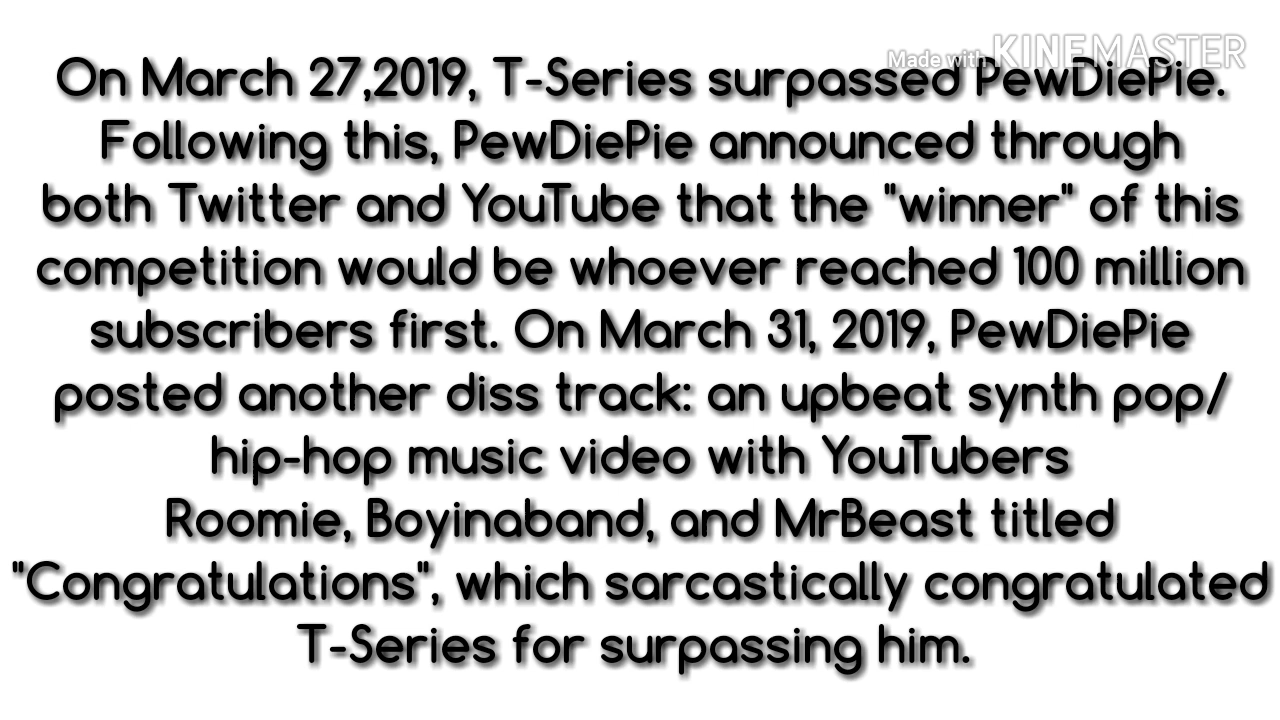 Made with KINEMASTER
On March 27,2019, T-Series surpassed PewDiePie.
Following this, PewDiePie announced through
both Twitter and YouTube that the "winner" of this
competition would be whoever reached 100 million
subscribers first. On March 31, 2019, PewDiePie
posted another diss track: an upbeat synth pop/
hip-hop music video with YouTubers
Roomie, Boyinaband, and MrBeast titled
"Congratulations", which sarcastically congratulated
T-Series for surpassing him.